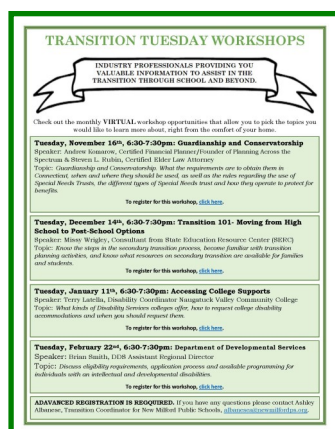 TRANSITION TUESDAY WORKSHOPS
INDUSTRY PROFESSIONALS PROVIDING YOU
VALUABLE INFORMATION TO ASSIST IN THE
TRANSITION THROUGH SCHOOL AND BEYOND.
Check out the monthly VIRTUAL workshop opportunities that allow you to pick the topics you
would like to learn more about, right from the comfort of your home.
Tuesday, November 16th, 6:30-7:30pm: Guardianship and Conservatorship
Speaker: Andrew Komarow, Certified Financial Planner/Founder of Planning Across the
Spectrum & Steven L. Rubin, Certified Elder Law Attorney
Topic: Guardianship and Conservatorship. What the requirements are to obtain them in
Connecticut, when and where they should be used, as well as the rules regarding the use of
Special Needs Trusts, the different types of Special Needs trust and how they operate to protect for
benefits.
To register for this workshop, click here.
Tuesday, December 14th, 6:30-7:30pm: Transition 101- Moving from High
School to Post-School Options
Speaker: Missy Wrigley, Consultant from State Education Resource Center (SERC)
Topic: Know the steps in the secondary transition process, become familiar with transition
planning activities, and know what resources on secondary transition are available for families
and students.
To register for this workshop, click here.
Tuesday, January 11th, 6:30-7:30pm: Accessing College Supports
Speaker: Terry Latella, Disability Coordinator Naugatuck Valley Community College
Topic: What kinds of Disability Services colleges offer, how to request college disability
accommodations and when you should request them.
To register for this workshop, click here.
Tuesday, February 22nd, 6:30-7:30pm: Department of Developmental Services
Speaker: Brian Smith, DDS Assistant Regional Director
Topic: Discuss eligibility requirements, application process and available programming for
individuals with an intellectual and developmental disabilities.
To register for this workshop, click here.
ADAVANCED REGISTRATION IS REGQUIRED. If you have any questions please contact Ashley
Albanese, Transition Coordinator for New Milford Public Schools, albanesea@newmilfordps.org.